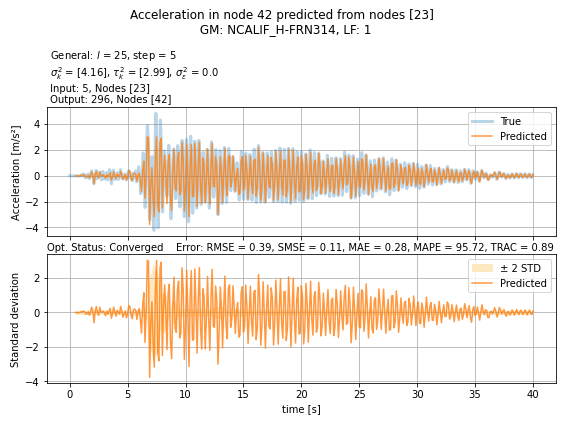 Acceleration in node 42 predicted from nodes [23]
GM: NCALIF_H-FRN314, LF: 1
General: l = 25, step = 5
σ²ₖ = [4.16], τ²ₖ = [2.99], σ²ε = 0.0
Input: 5, Nodes [23]
Output: 296, Nodes [42]
Acceleration [m/s²]
4
2
0
−2
−4
True
Predicted
Opt. Status: Converged Error: RMSE = 0.39, SMSE = 0.11, MAE = 0.28, MAPE = 95.72, TRAC = 0.89
Standard deviation
2
0
−2
−4
± 2 STD
Predicted
0 5 10 15 20 25 30 35 40
time [s]